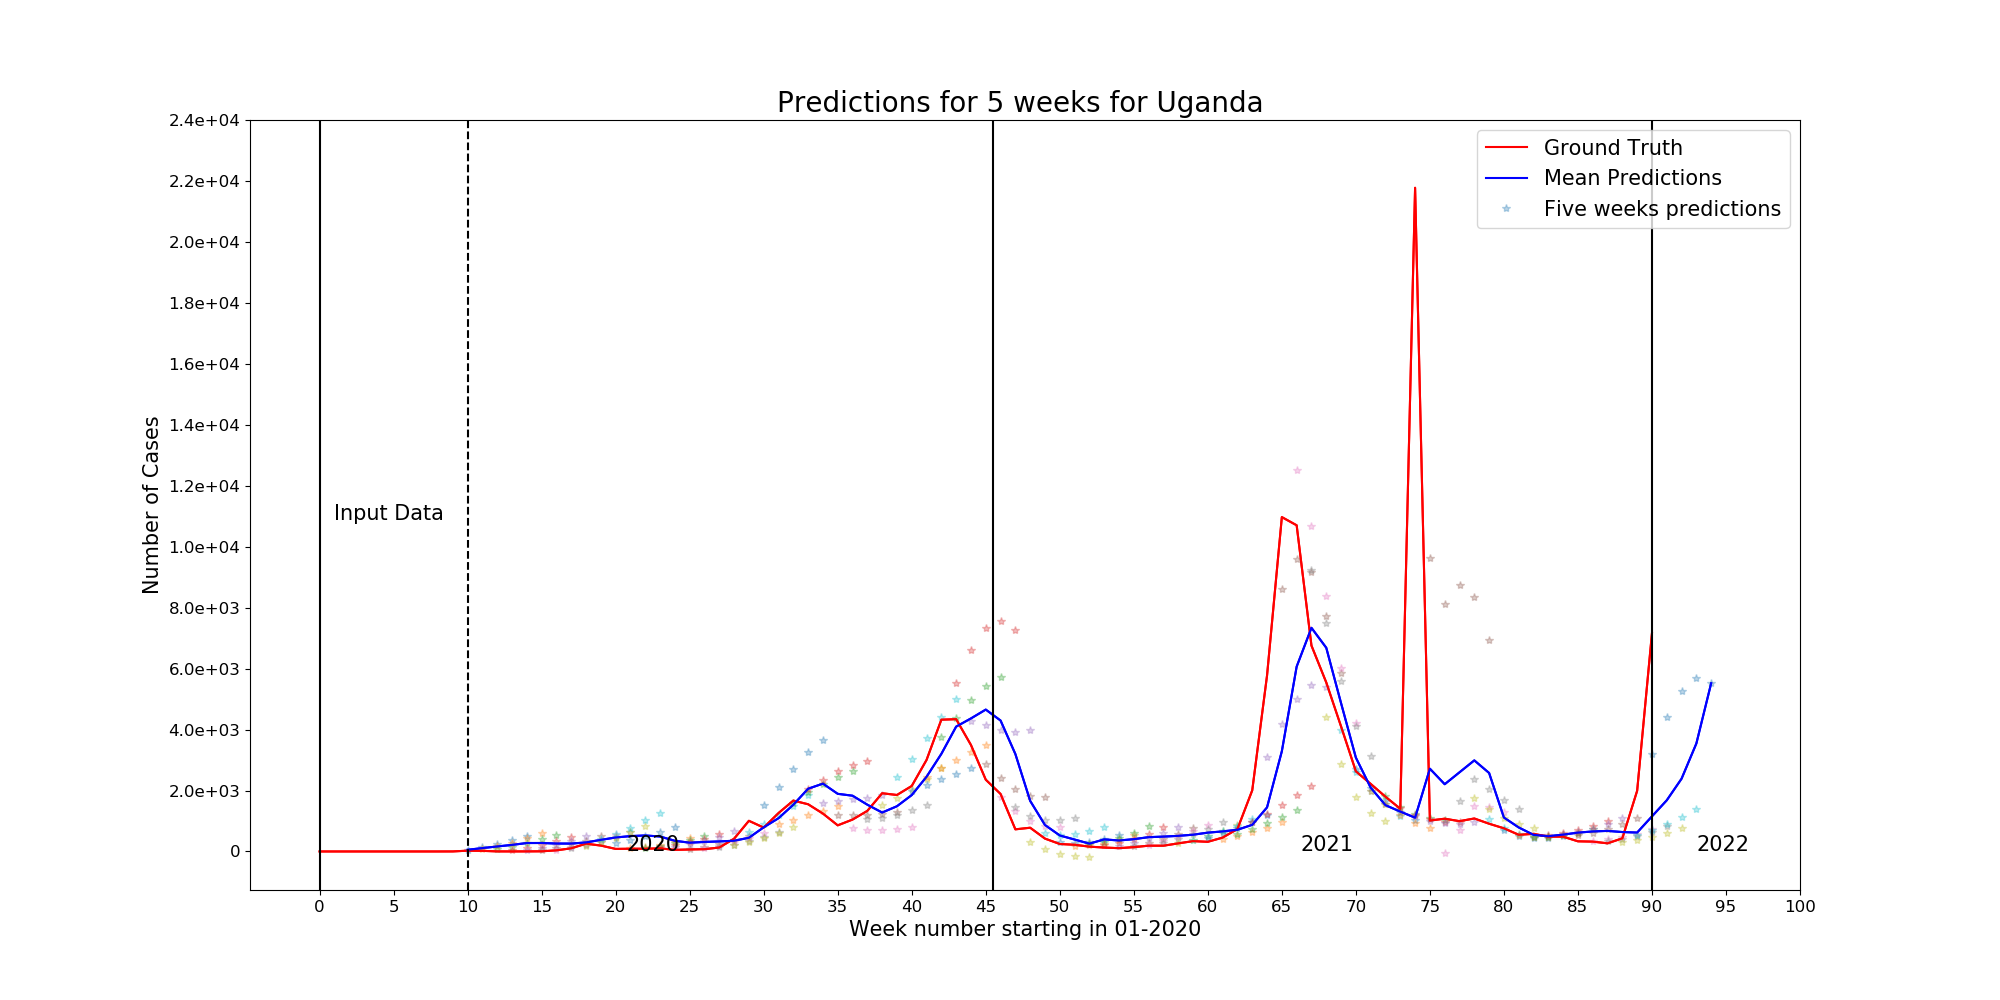 Predictions for 5 weeks for Uganda
2.4e+04
2.2e+04
2.0e+04
1.8e+04
1.6e+04
1.4e+04
1.2e+04
1.0e+04
8.0e+03
6.0e+03
4.0e+03
2.0e+03
0
Number of Cases
Ground Truth
Mean Predictions
Five weeks predictions
Input Data
2020
2021
2022
0 5 10 15 20 25 30 35 40 45 50 55 60 65 70 75 80 85 90 95 100
Week number starting in 01-2020